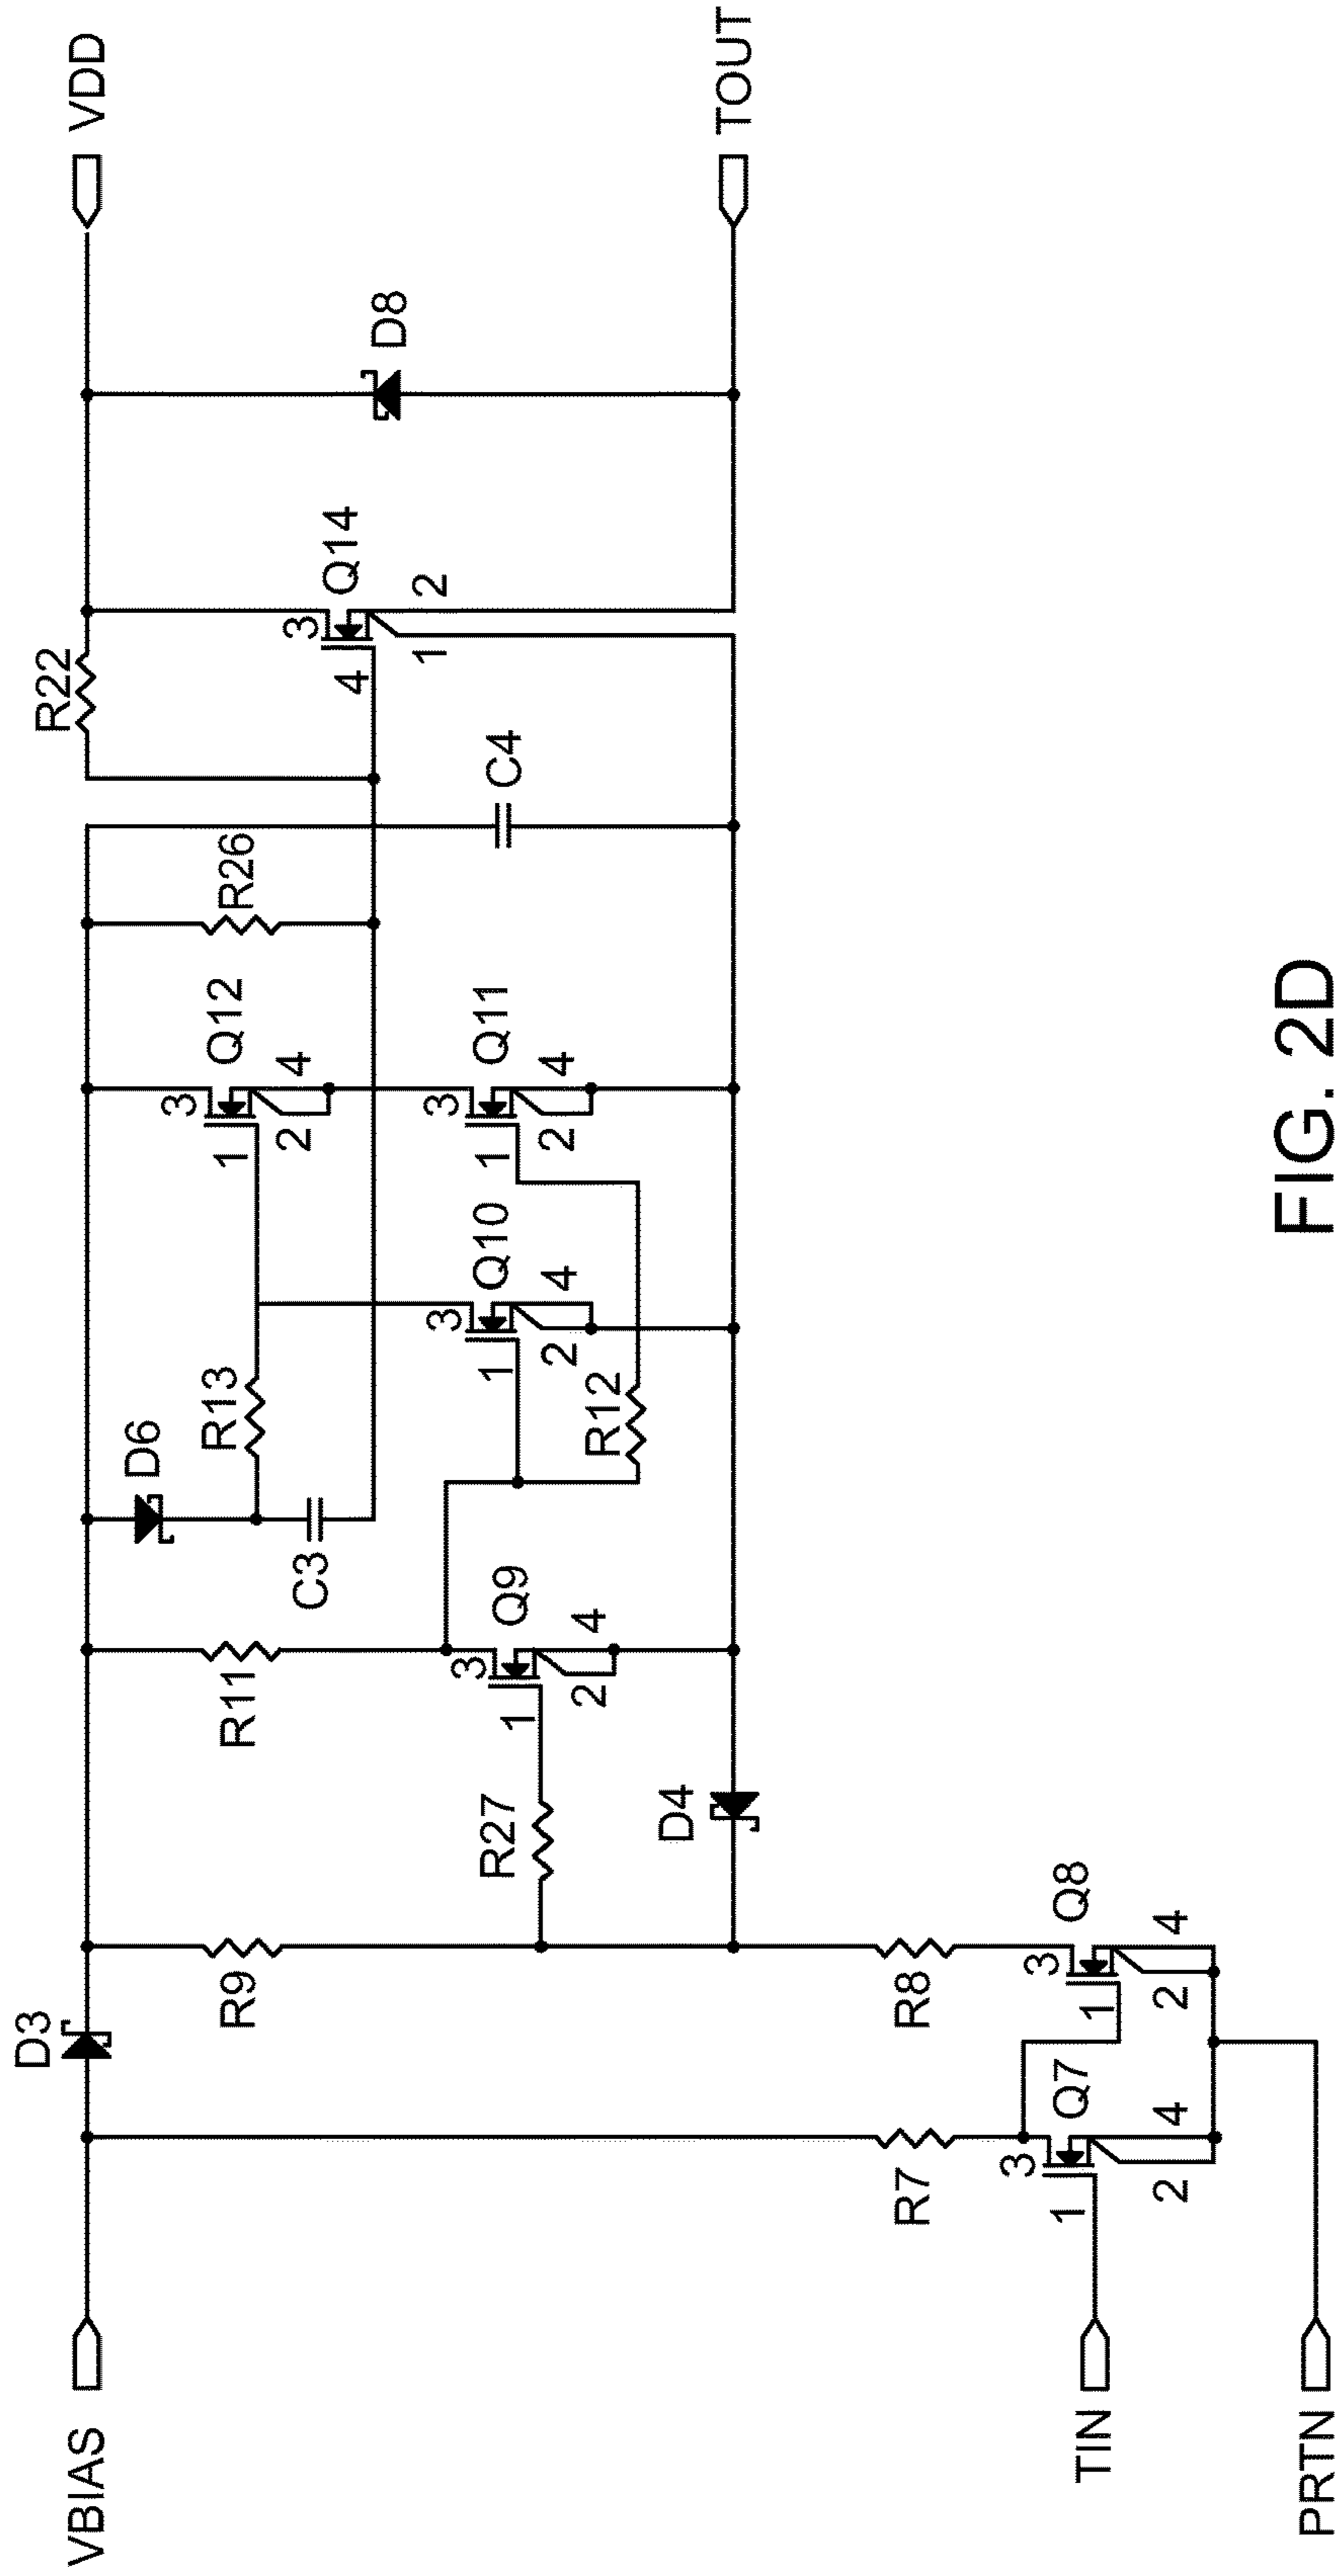 VBIAS
D3
VDD
R22
D6
R13
Q12
3
1
2
4
R26
R11
R9
C3
Q14
3
4
1
2
D8
C4
Q9
3
1
2
4
R27
Q10
3
1
2
4
Q11
3
1
2
4
R12
D4
TOUT
R7
R8
Q7
3
1
2
4
Q8
3
1
2
4
TIN
PRTN
FIG. 2D